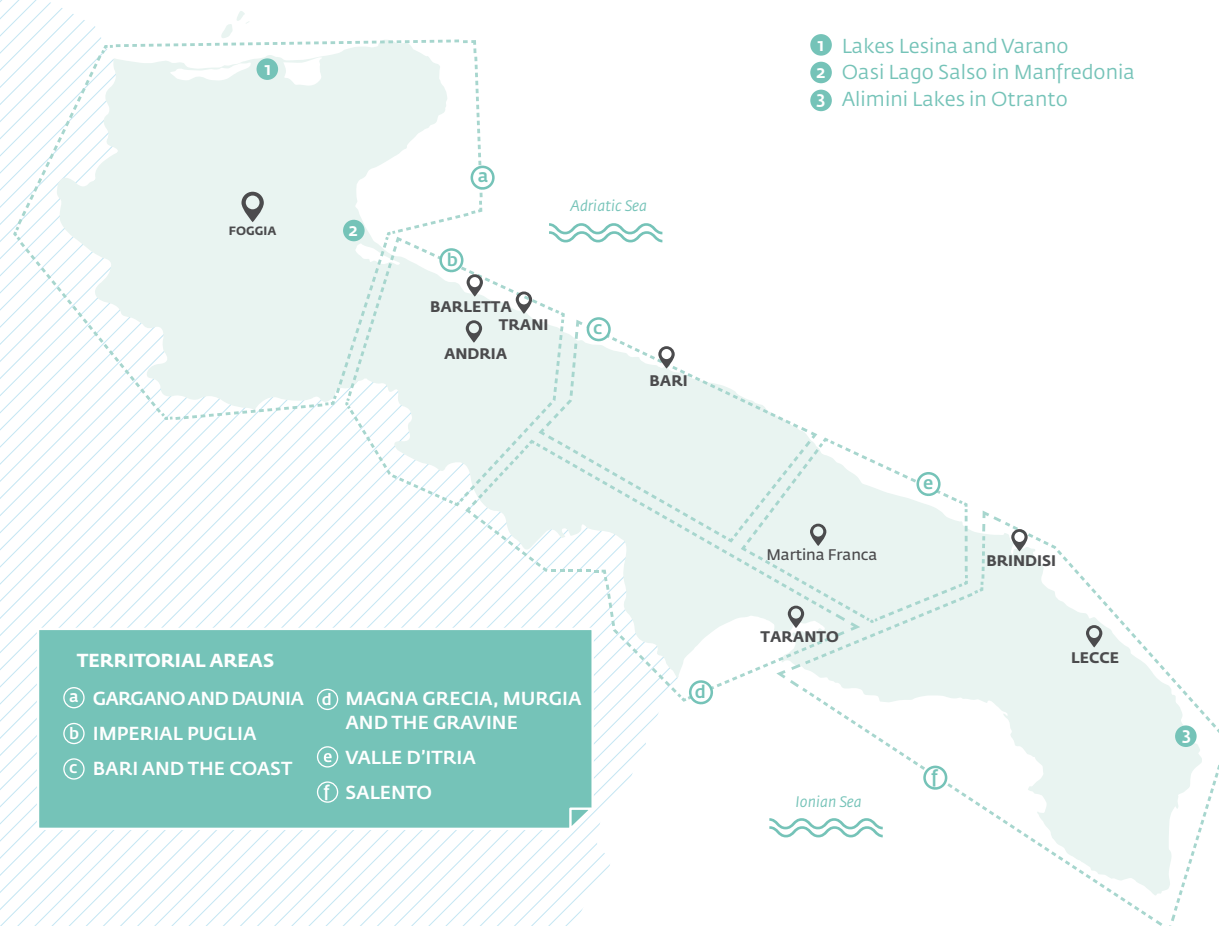 1 Lakes Lesina and Varano
2 Oasi Lago Salso in Manfredonia
3 Alimini Lakes in Otranto
1
a
Adriatic Sea
FOGGIA
2
b
BARLETTA
TRANI
c
ANDRIA
BARI
e
Martina Franca
BRINDISI
TARANTO
LECCE
d
3
f
Ionian Sea
TERRITORIAL AREAS
a GARGANO AND DAUNIA
b IMPERIAL PUGLIA
c BARI AND THE COAST
d MAGNA GRECIA, MURGIA
AND THE GRAVINE
e VALLE D'ITRIA
f SALENTO